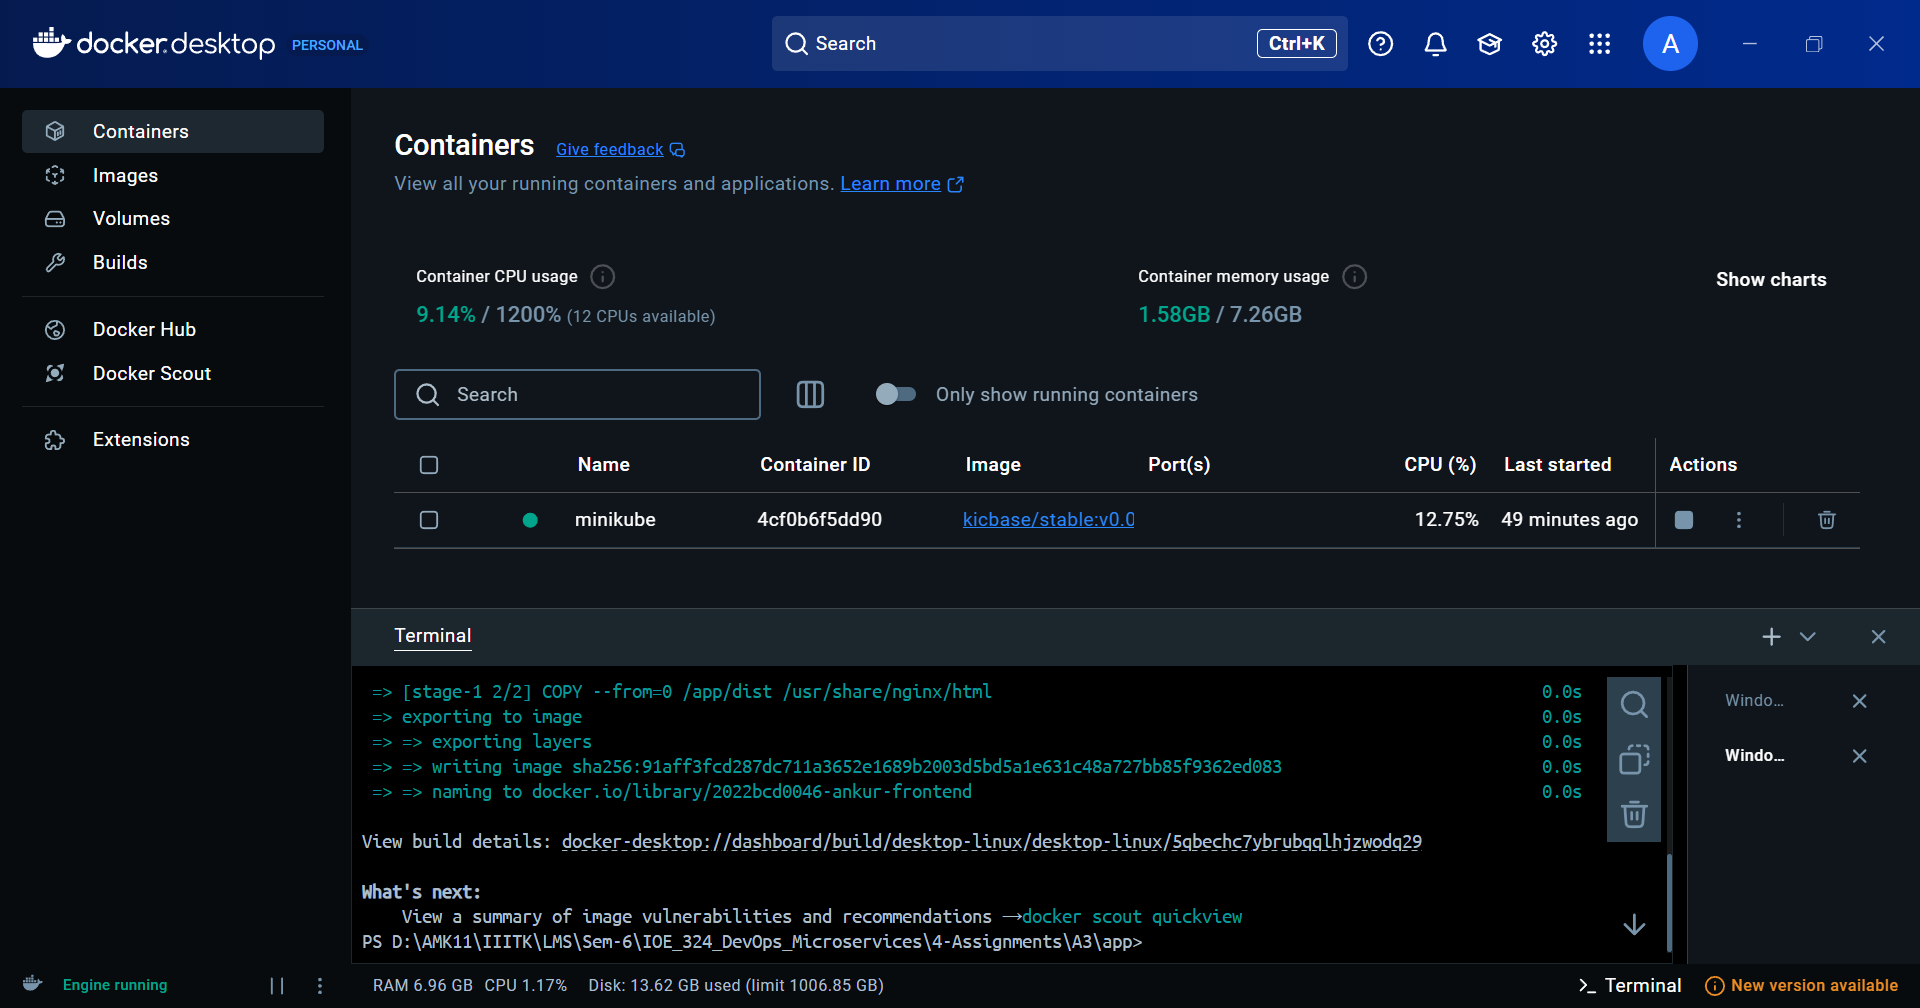 docker.desktop PERSONAL
Search Ctrl+K
A
Containers
Images
Volumes
Builds
Docker Hub
Docker Scout
Extensions
Containers Give feedback
View all your running containers and applications. Learn more
Container CPU usage
9.14% / 1200% (12 CPUs available)
Container memory usage
1.58GB / 7.26GB
Show charts
Search
Only show running containers
Name Container ID Image Port(s) CPU (%) Last started Actions
minikube 4cf0b6f5dd90 kicbase/stable:v0.0 12.75% 49 minutes ago
Terminal
=> [stage-1 2/2] COPY --from=0 /app/dist /usr/share/nginx/html 0.0s
=> exporting to image 0.0s
=> => exporting layers 0.0s
=> => writing image sha256:91aff3fcd287dc711a3652e1689b2003d5bd5a1e631c48a727bb85f9362ed083 0.0s
=> => naming to docker.io/library/2022bcd0046-ankur-frontend 0.0s
View build details: docker-desktop://dashboard/build/desktop-linux/desktop-linux/5qbechc7ybrubqqlhjzwodq29
What's next:
View a summary of image vulnerabilities and recommendations → docker scout quickview
PS D:\AMK11\IIITK\LMS\Sem-6\IOE_324_DevOps_Microservices\4-Assignments\A3\app>
Windo...
Windo...
Engine running
RAM 6.96 GB CPU 1.17% Disk: 13.62 GB used (limit 1006.85 GB)
>_ Terminal
New version available